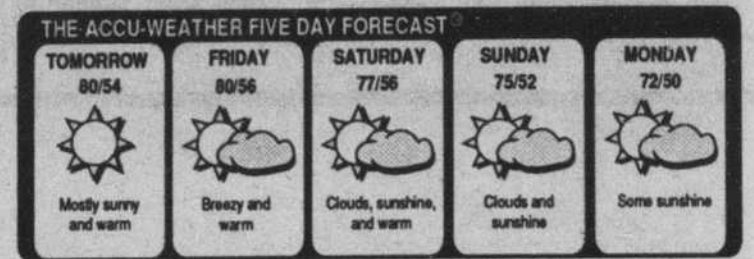 THE ACCU-WEATHER FIVE DAY FORECAST®
TOMORROW
80/54
Mostly sunny
and warm
FRIDAY
80/56
Breezy and
warm
SATURDAY
77/56
Clouds, sunshine,
and warm
SUNDAY
75/52
Clouds and
sunshine
MONDAY
72/50
Some sunshine